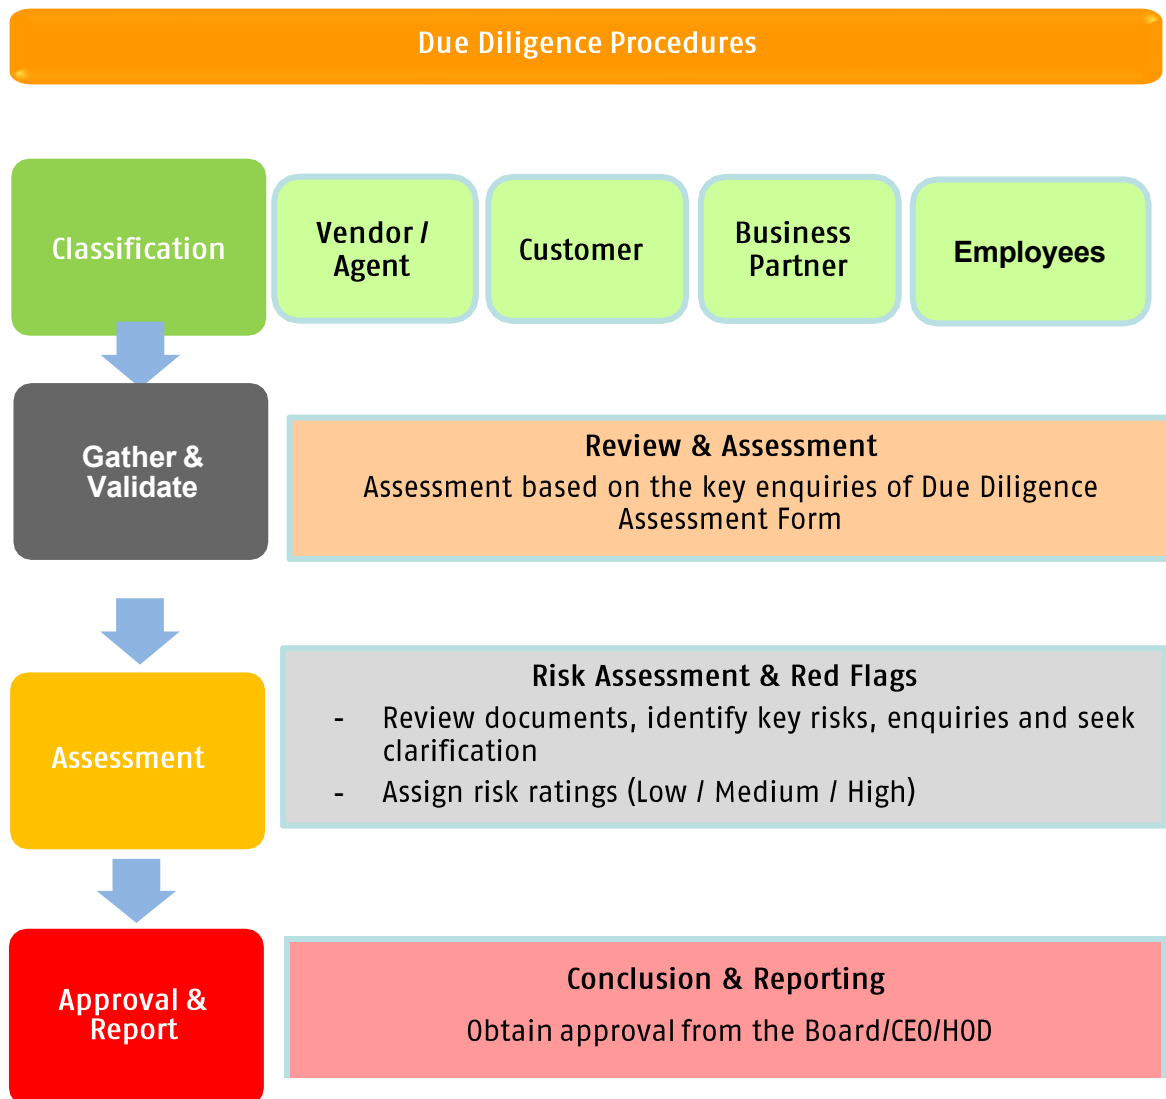 Due Diligence Procedures
Classification
Vendor /
Agent
Customer
Business
Partner
Employees
Gather &
Validate
Review & Assessment
Assessment based on the key enquiries of Due Diligence
Assessment Form
Assessment
Risk Assessment & Red Flags
- Review documents, identify key risks, enquiries and seek
clarification
- Assign risk ratings (Low / Medium / High)
Approval &
Report
Conclusion & Reporting
Obtain approval from the Board/CEO/HOD